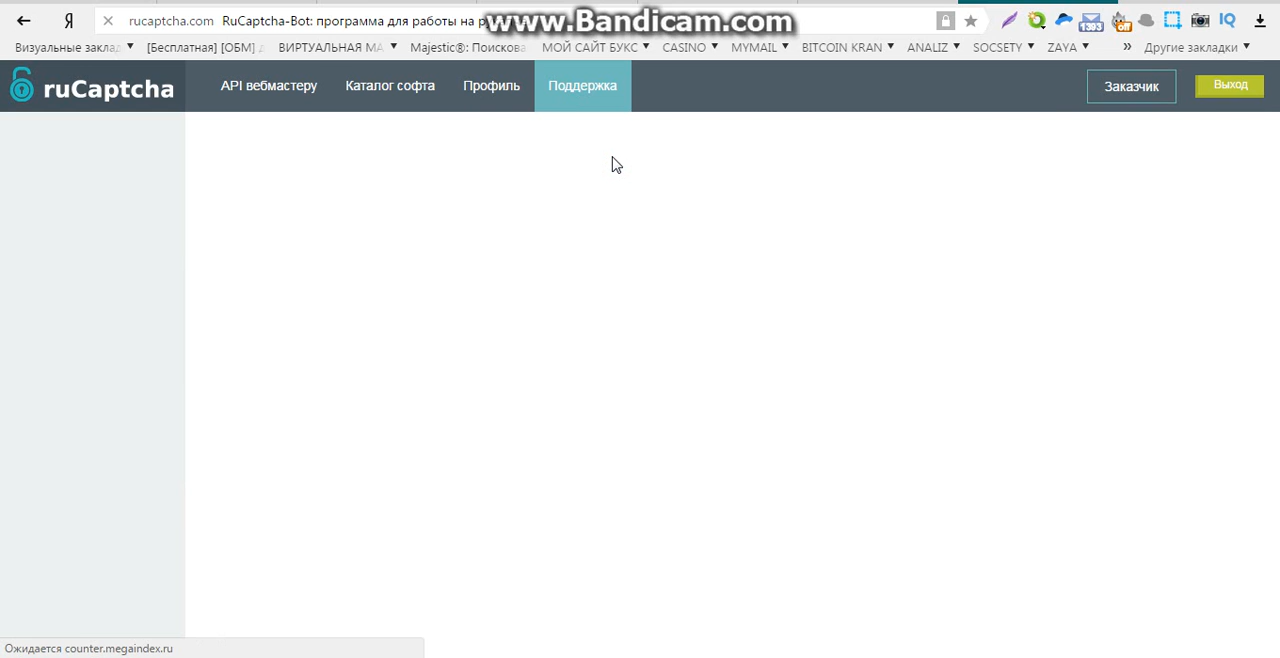 Я rucaptcha.com RuCaptcha-Bot: программа для работы на
www.Bandicam.com
Визуальные заклад [Бесплатная] [ОБМ] д ВИРТУАЛЬНАЯ МА Majestic®: Поискова МОЙ САЙТ БУКС CASINO MYMAIL BITCOIN KRAN ANALIZ SOCSETY ZAYA » Другие закладки
ruCaptcha API вебмастеру Каталог софта Профиль Поддержка Заказчик Выход
Ожидается counter.megaindex.ru